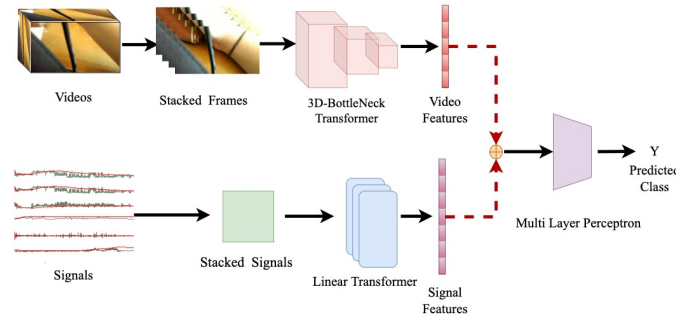 Videos
Stacked Frames
3D-BottleNeck
Transformer
Video
Features
Y
Predicted
Class
Multi Layer Perceptron
Signals
Stacked Signals
Linear Transformer
Signal
Features